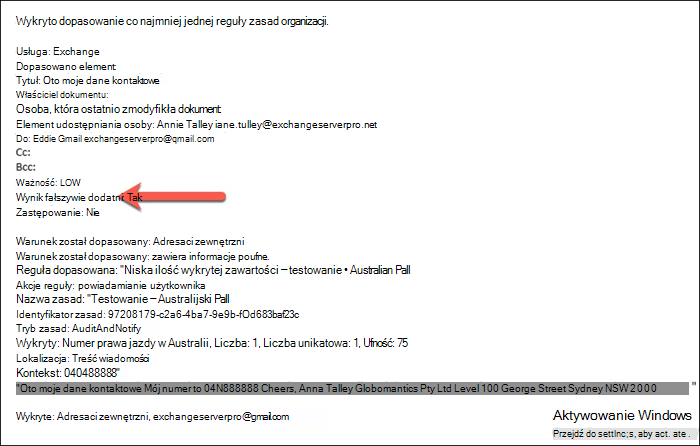 Wykryto dopasowanie co najmniej jednej reguły zasad organizacji.
Usługa: Exchange
Dopasowano element:
Tytuł: Oto moje dane kontaktowe
Właściciel dokumentu:
Osoba, która ostatnio zmodyfikła dokument:
Element udostępniania osoby: Annie Talley iane.tulley@exchangeserverpro.net
Do: Eddie Gmail exchangeserverpro@qmail.com
Cc:
Bcc:
Ważność: LOW
Wynik fałszywie dodatni: Tak
Zastępowanie: Nie
Warunek został dopasowany: Adresaci zewnętrzni
Warunek został dopasowany: zawiera informacje poufne.
Reguła dopasowana: "Niska ilość wykrytej zawartości – testowanie • Australian Pall
Akcje reguły: powiadamianie użytkownika
Nazwa zasad: "Testowanie – Australijski Pall
Identyfikator zasad: 97208179-c2a6-4ba7-9e9b-fOd683baf23c
Tryb zasad: AuditAndNotify
Wykryty: Numer prawa jazdy w Australii, Liczba: 1, Liczba unikatowa: 1, Ufność: 75
Lokalizacja: Treść wiadomości
Kontekst: 040488888"
"Oto moje dane kontaktowe Mój numer to 04N888888 Cheers, Anna Talley Globomantics Pty Ltd Level 100 George Street Sydney NSW 2000 "
Wykryte: Adresaci zewnętrzni, exchangeserverpro@gmail.com
Aktywowanie Windows
Przejdź do settlnc;s, aby act. ate .